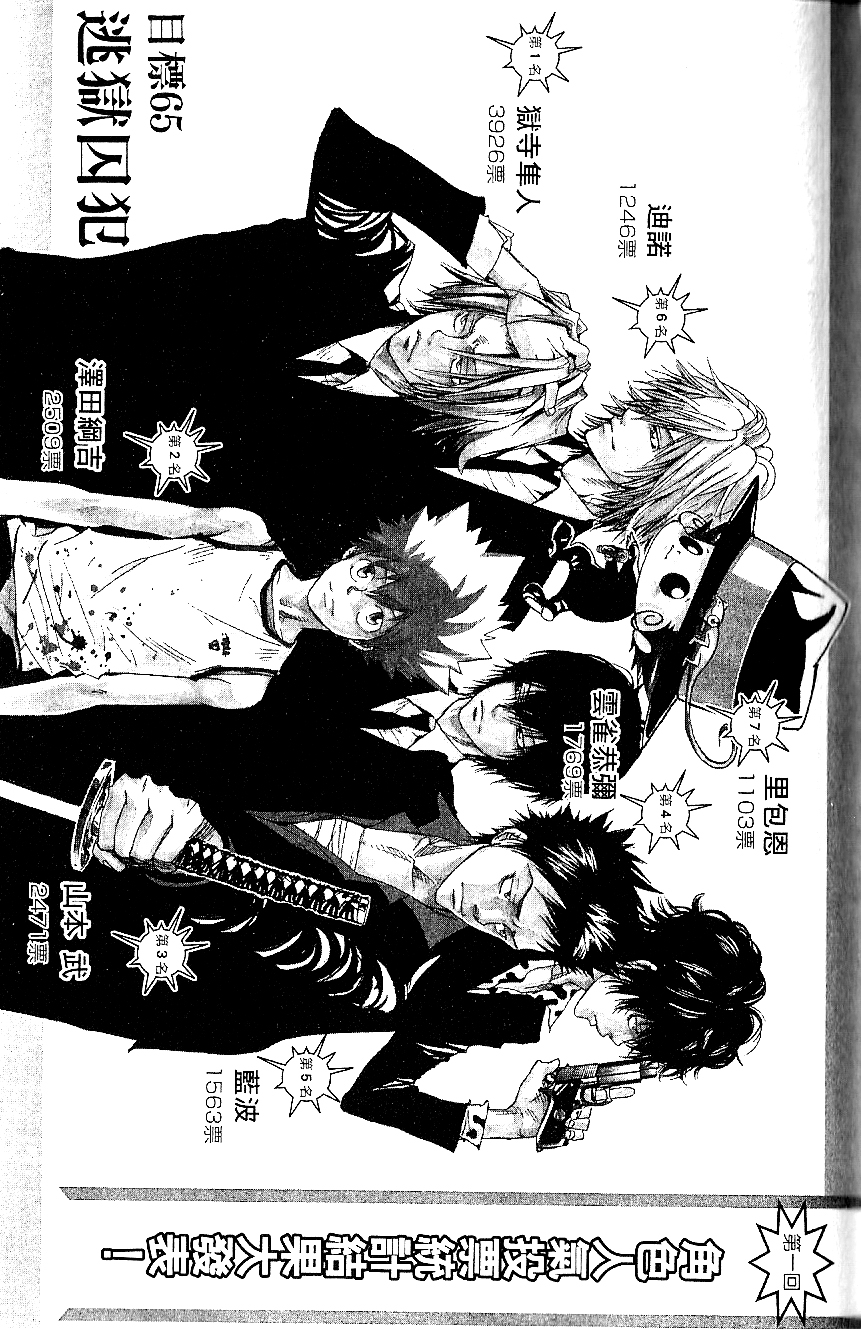 第一回
角色人氣投票統計結果大發表！
目標65
逃獄囚犯
第1名
獄寺隼人
3926票
第2名
澤田綱吉
2509票
第3名
山本 武
2471票
第4名
雲雀恭彌
1769票
第5名
藍波
1563票
第6名
迪諾
1246票
第7名
里包恩
1103票